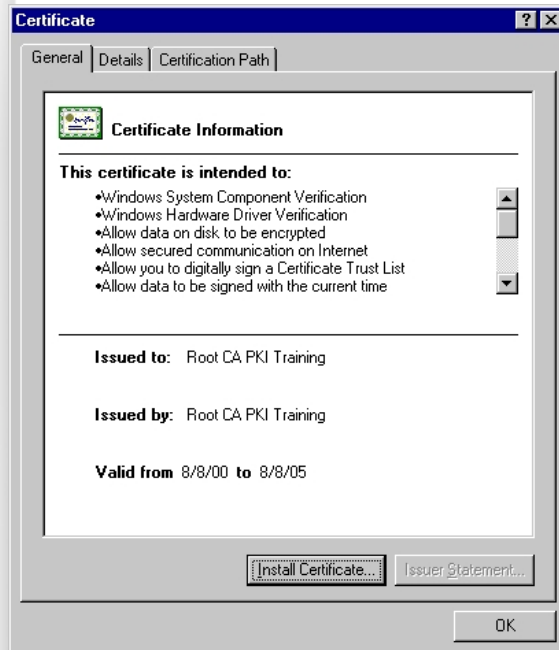 Certificate
General Details Certification Path
Certificate Information
This certificate is intended to:
•Windows System Component Verification
•Windows Hardware Driver Verification
•Allow data on disk to be encrypted
•Allow secured communication on Internet
•Allow you to digitally sign a Certificate Trust List
•Allow data to be signed with the current time
Issued to: Root CA PKI Training
Issued by: Root CA PKI Training
Valid from 8/8/00 to 8/8/05
Install Certificate... Issuer Statement...
OK